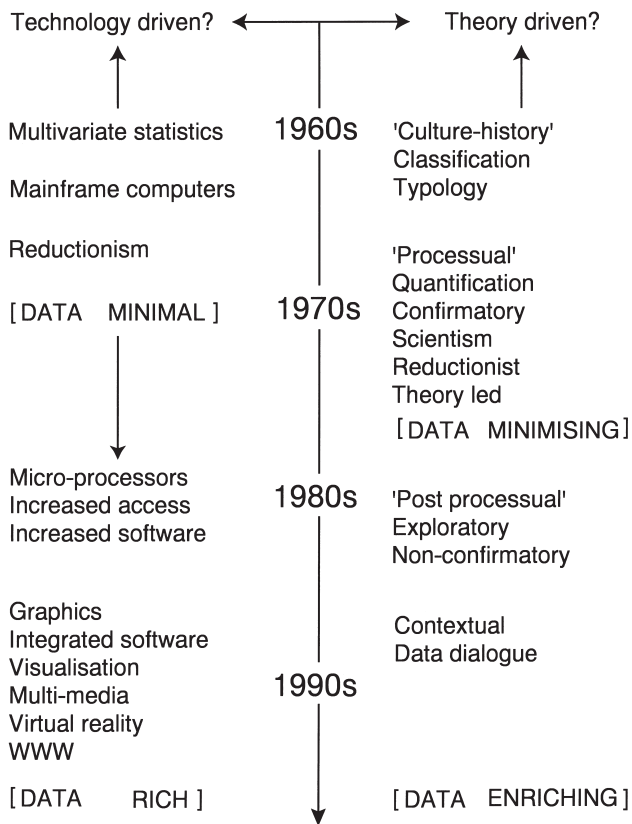 Technology driven?
Theory driven?
Multivariate statistics
1960s
'Culture-history'
Classification
Mainframe computers
Typology
Reductionism
'Processual'
Quantification
[DATA MINIMAL]
1970s
Confirmatory
Scientism
Reductionist
Theory led
[DATA MINIMISING]
Micro-processors
Increased access
Increased software
1980s
'Post processual'
Exploratory
Non-confirmatory
Graphics
Integrated software
Visualisation
Multi-media
Virtual reality
WWW
Contextual
Data dialogue
1990s
[DATA RICH]
[DATA ENRICHING]